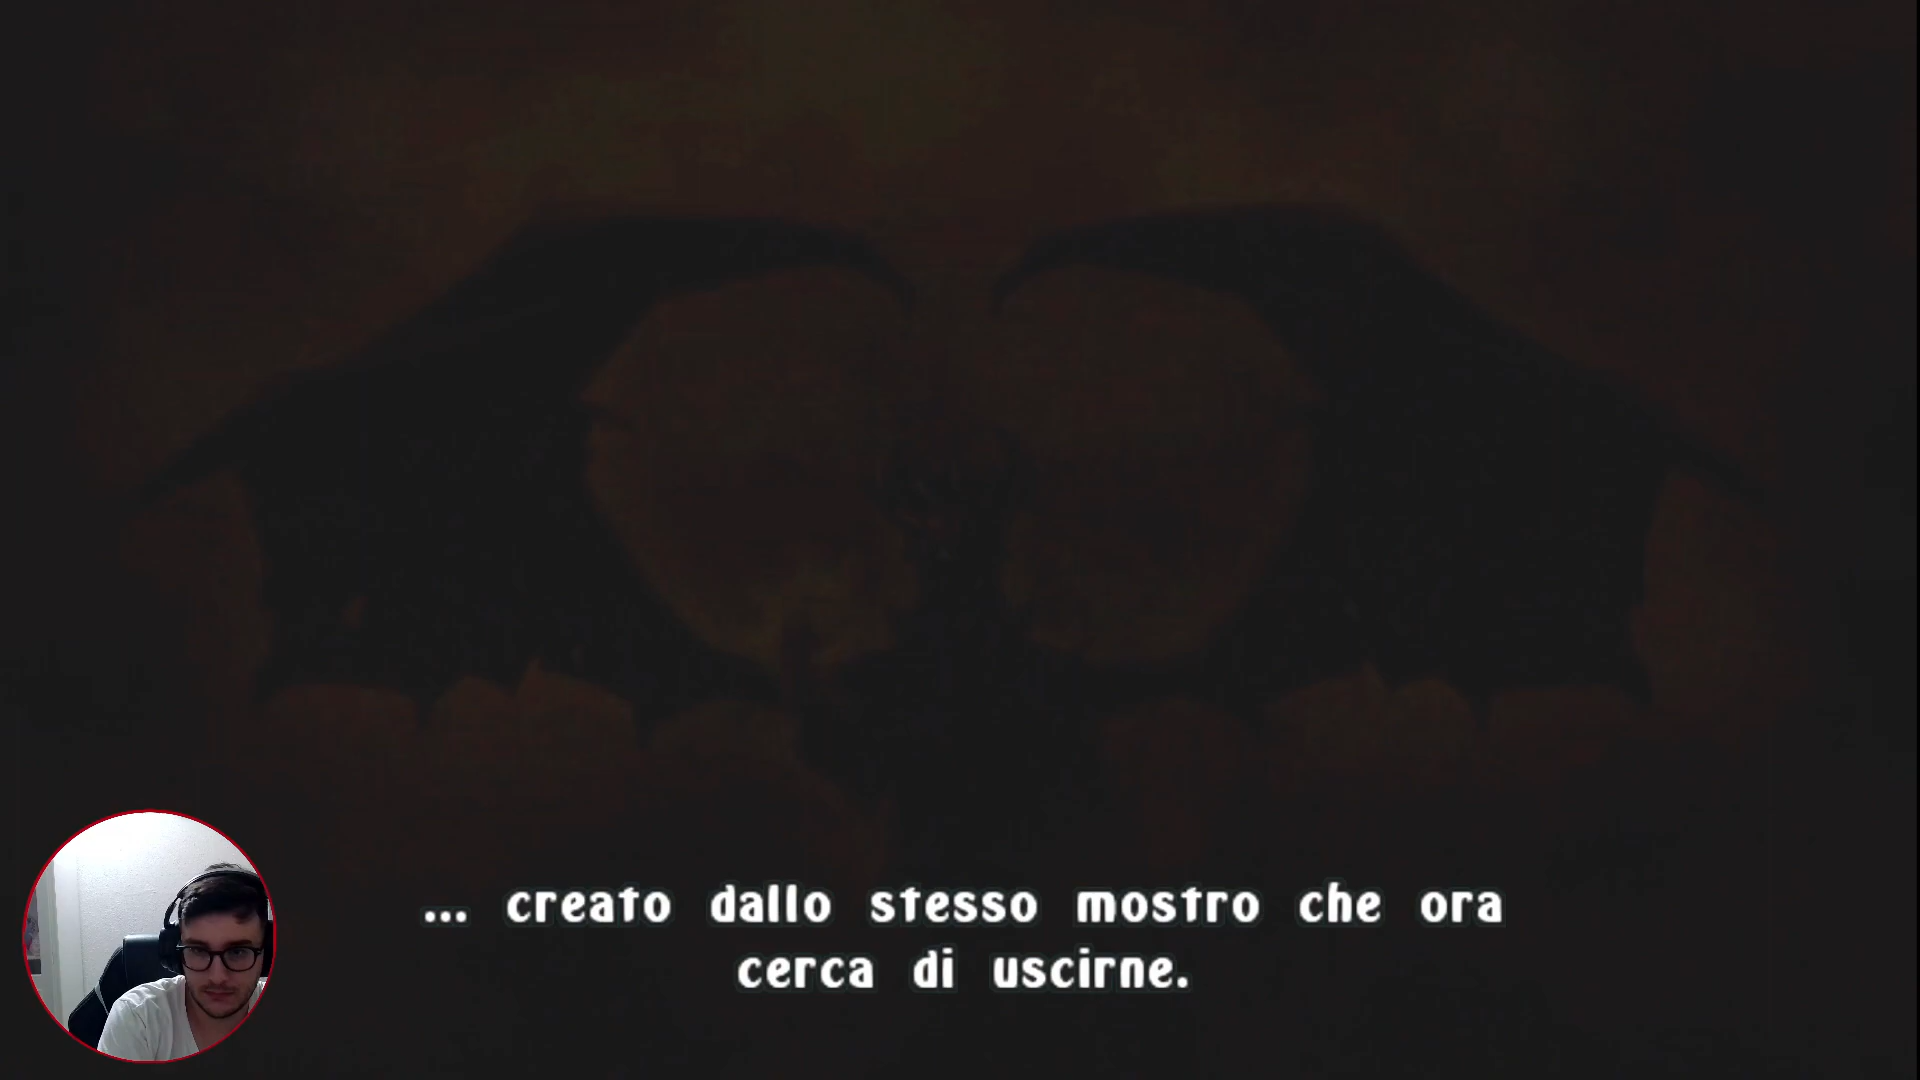 ... creato dallo stesso mostro che ora
cerca di uscirne.